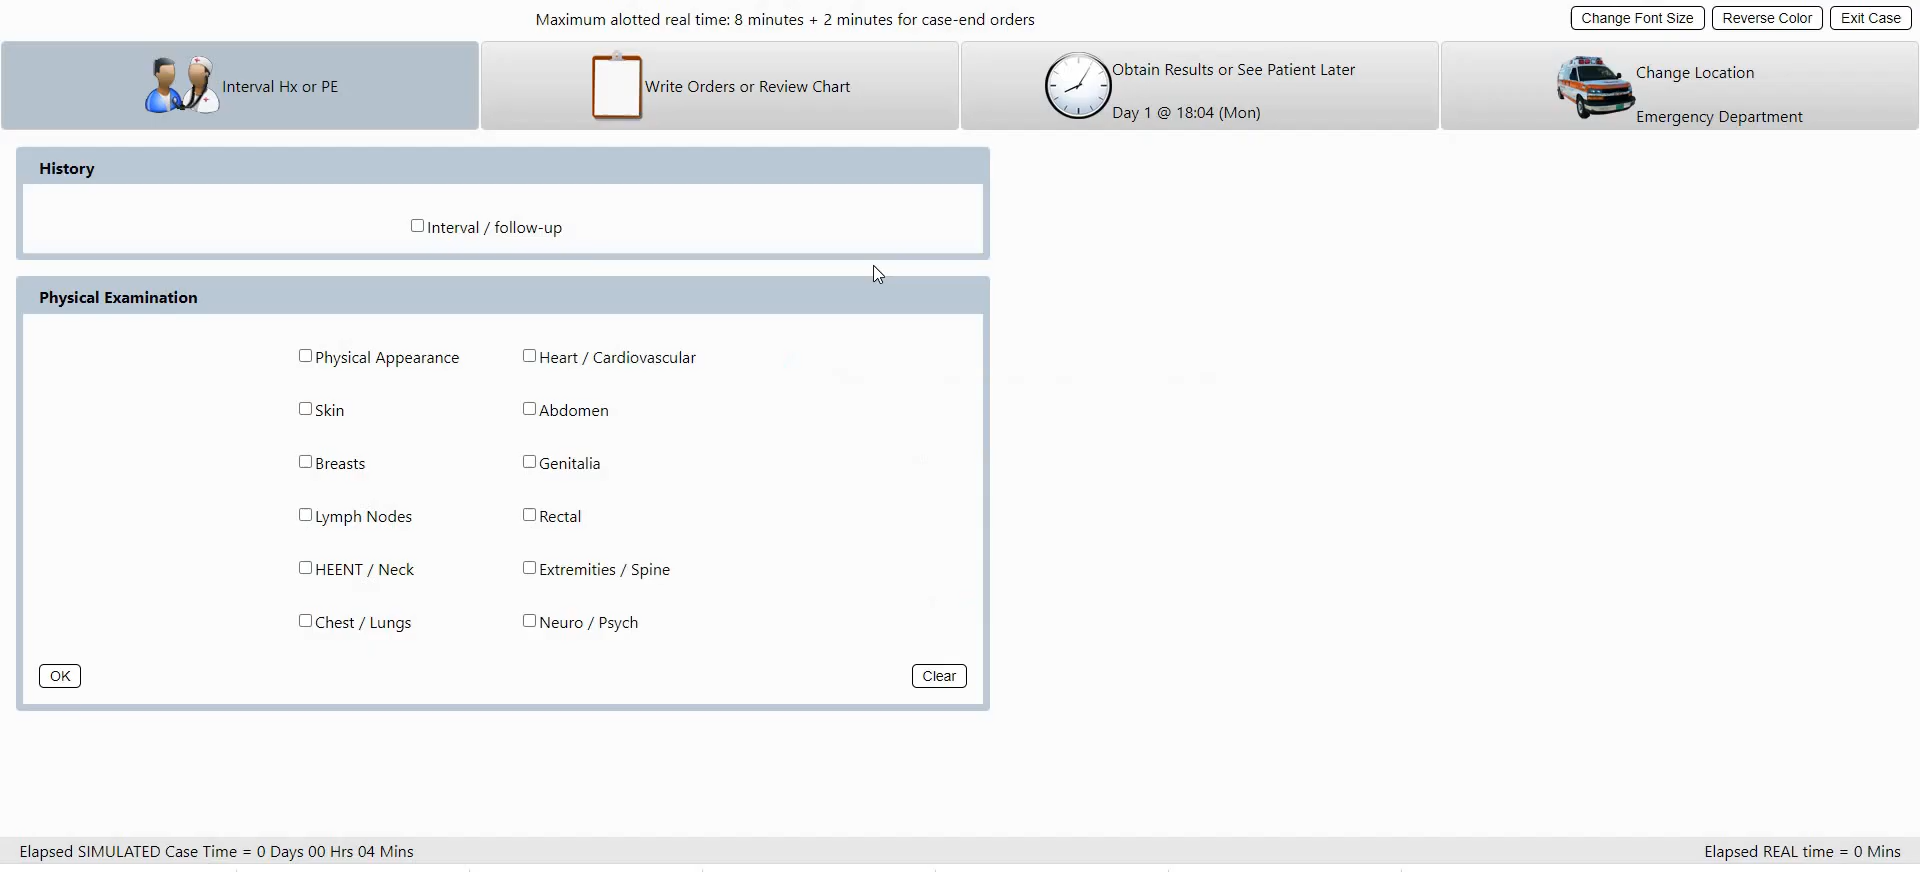 Maximum alotted real time: 8 minutes + 2 minutes for case-end orders
Change Font Size
Reverse Color
Exit Case
Interval Hx or PE
Write Orders or Review Chart
Obtain Results or See Patient Later
Day 1 @ 18:04 (Mon)
Change Location
Emergency Department
History
Interval / follow-up
Physical Examination
Physical Appearance
Heart / Cardiovascular
Skin
Abdomen
Breasts
Genitalia
Lymph Nodes
Rectal
HEENT / Neck
Extremities / Spine
Chest / Lungs
Neuro / Psych
OK
Clear
Elapsed SIMULATED Case Time = 0 Days 00 Hrs 04 Mins
Elapsed REAL time = 0 Mins